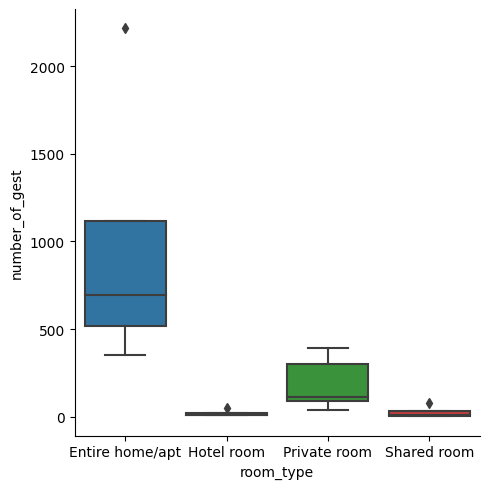 2000
1500
1000
500
0
number_of_gest
Entire home/apt Hotel room Private room Shared room
room_type